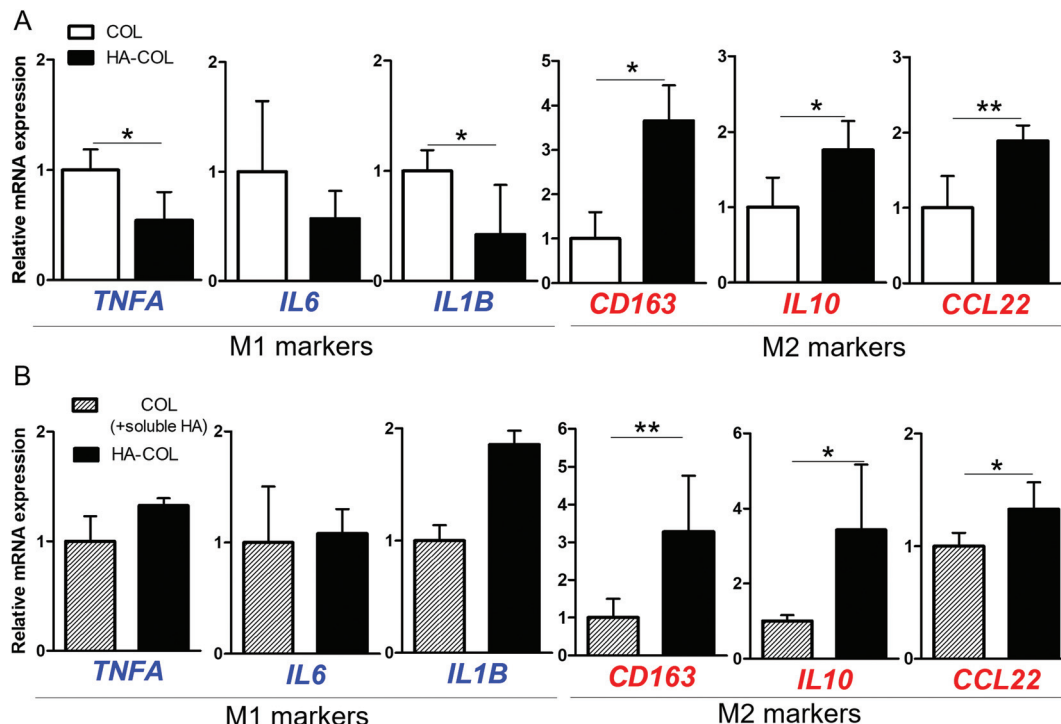 A
COL
HA-COL
Relative mRNA expression
2
1
0
*
TNFA
2
1
0
IL6
2
1
0
*
IL1B
5
4
3
2
1
0
*
CD163
3
2
1
0
*
IL10
3
2
1
0
**
CCL22
M1 markers
M2 markers
B
COL
(+soluble HA)
HA-COL
Relative mRNA expression
2
1
0
TNFA
2
1
0
IL6
2
1
0
IL1B
6
5
4
3
2
1
0
**
CD163
6
4
2
0
*
IL10
2
1
0
*
CCL22
M1 markers
M2 markers